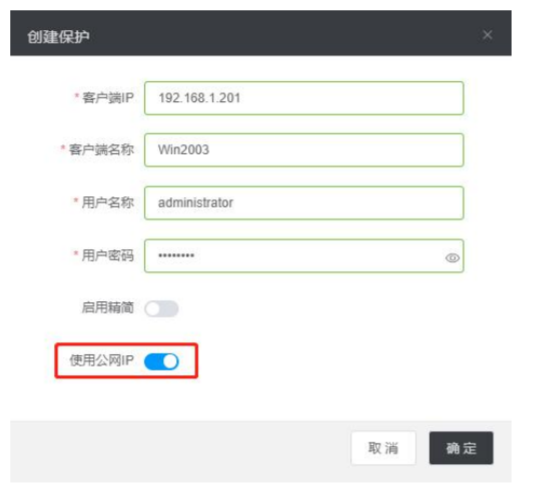 创建保护
* 客户端IP 192.168.1.201
* 客户端名称 Win2003
* 用户名称 administrator
* 用户密码 ••••••••
启用精简
使用公网IP
取消 确定